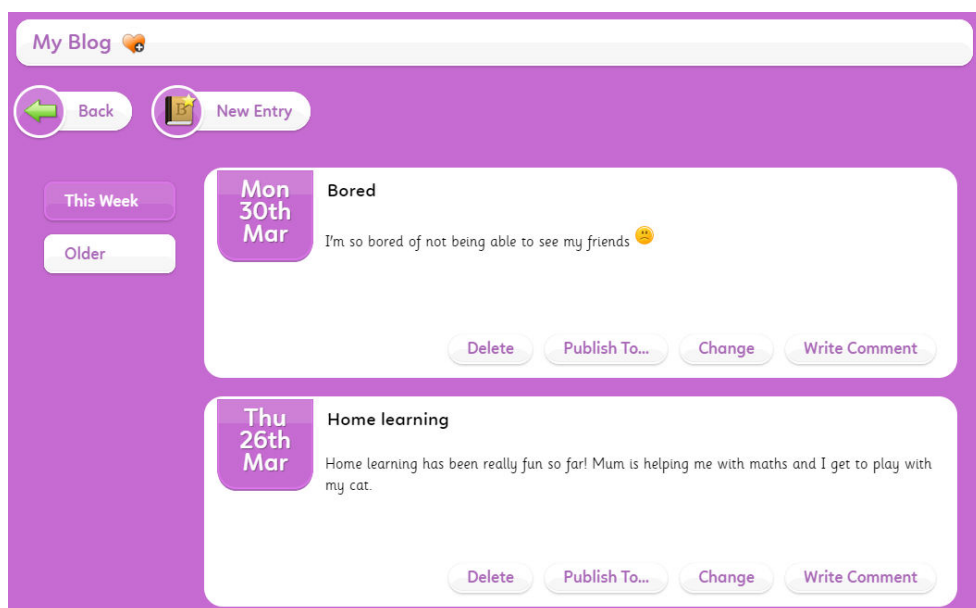 My Blog
Back
New Entry
This Week
Older
Mon
30th
Mar
Bored
I'm so bored of not being able to see my friends
Delete
Publish To...
Change
Write Comment
Thu
26th
Mar
Home learning
Home learning has been really fun so far! Mum is helping me with maths and I get to play with
my cat.
Delete
Publish To...
Change
Write Comment